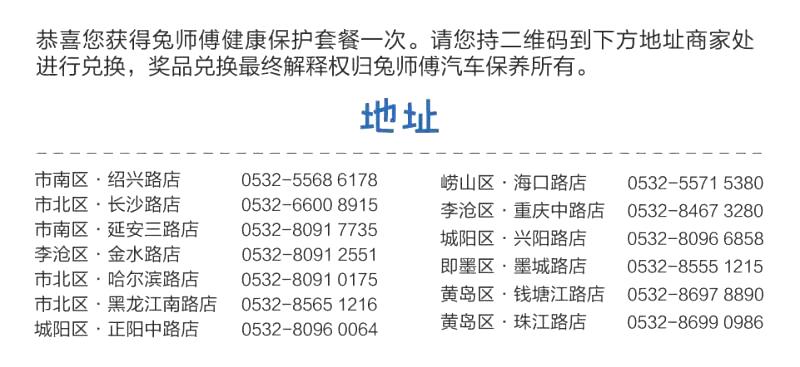 恭喜您获得兔师傅健康保护套餐一次。请您持二维码到下方地址商家处
进行兑换，奖品兑换最终解释权归兔师傅汽车保养所有。
地址
市南区·绍兴路店 0532-5568 6178
市北区·长沙路店 0532-6600 8915
市南区·延安三路店 0532-8091 7735
李沧区·金水路店 0532-8091 2551
市北区·哈尔滨路店 0532-8091 0175
市北区·黑龙江南路店 0532-8565 1216
城阳区·正阳中路店 0532-8096 0064
崂山区·海口路店 0532-5571 5380
李沧区·重庆中路店 0532-8467 3280
城阳区·兴阳路店 0532-8096 6858
即墨区·墨城路店 0532-8555 1215
黄岛区·钱塘江路店 0532-8697 8890
黄岛区·珠江路店 0532-8699 0986